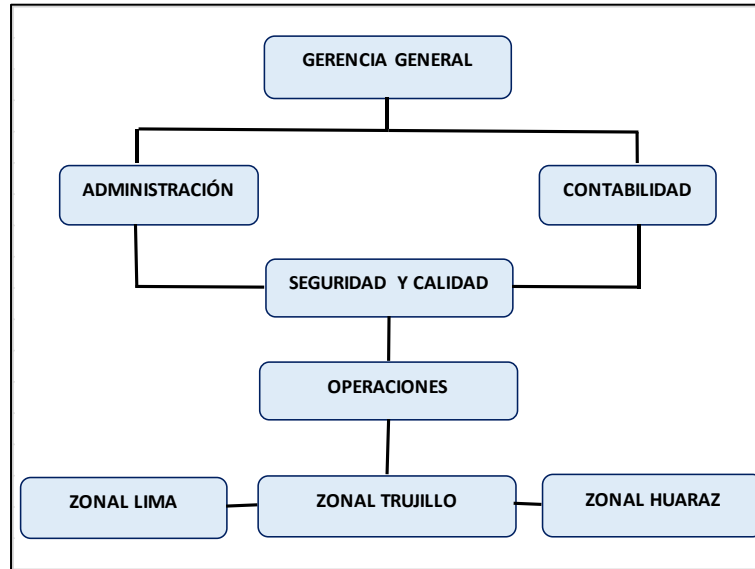 GERENCIA GENERAL
ADMINISTRACIÓN
CONTABILIDAD
SEGURIDAD Y CALIDAD
OPERACIONES
ZONAL LIMA
ZONAL TRUJILLO
ZONAL HUARAZ